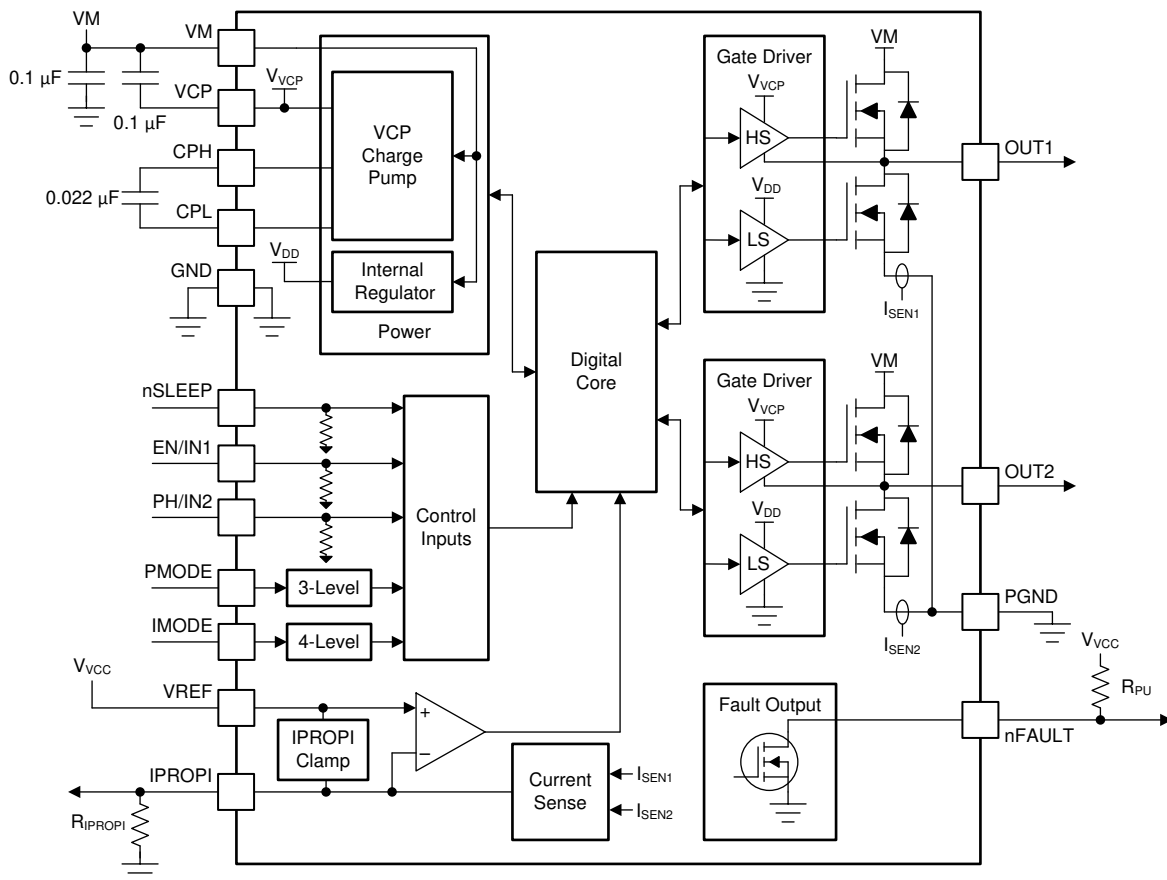 VM
VM
0.1 µF
VCP
0.1 µF
V_VCP
CPH
0.022 µF
CPL
VCP
Charge
Pump
V_DD
GND
Internal
Regulator
Power
nSLEEP
EN/IN1
PH/IN2
PMODE
3-Level
IMODE
4-Level
Control
Inputs
Digital
Core
V_VCC
VREF
+
−
IPROPI
Clamp
IPROPI
R_IPROPI
Current
Sense
I_SEN1
I_SEN2
Gate Driver
V_VCP
HS
V_DD
LS
VM
OUT1
I_SEN1
Gate Driver
V_VCP
HS
V_DD
LS
VM
OUT2
PGND
I_SEN2
V_VCC
R_PU
Fault Output
nFAULT